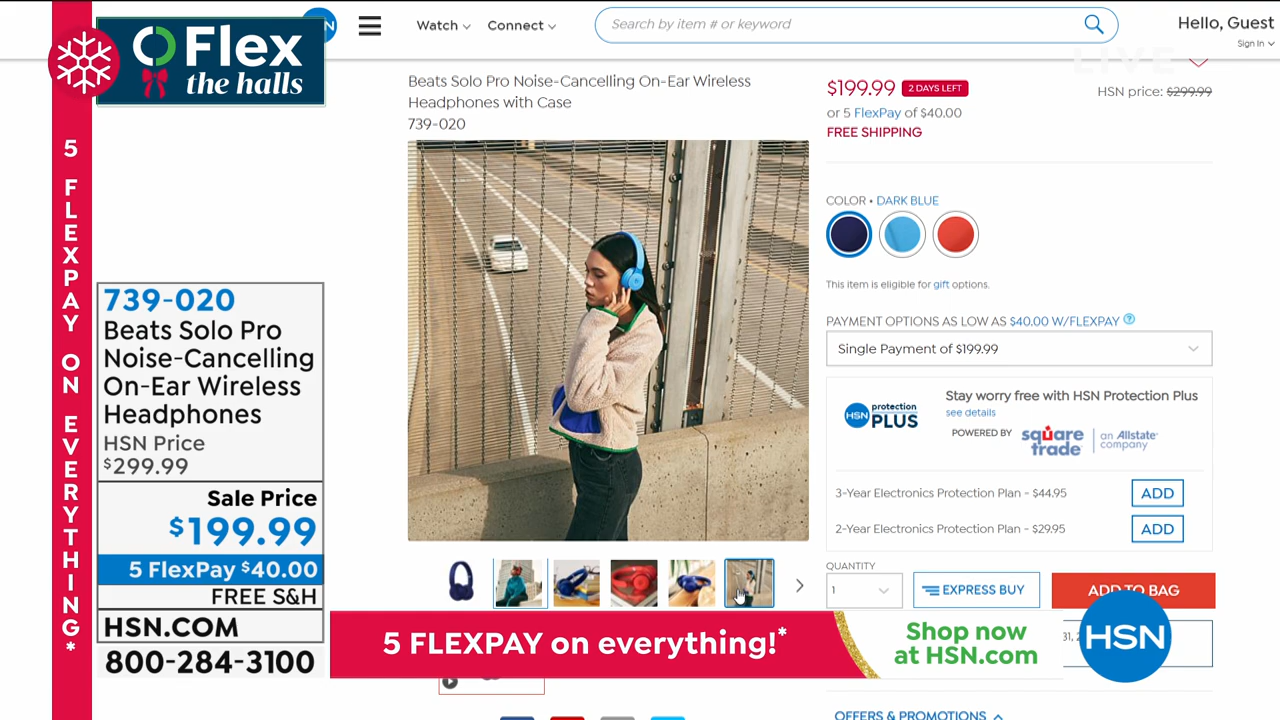 Flex
the halls
5 FLEXPAY ON EVERYTHING*
739-020
Beats Solo Pro
Noise-Cancelling
On-Ear Wireless
Headphones
HSN Price
$299.99
Sale Price
$199.99
5 FlexPay $40.00
FREE S&H
HSN.COM
800-284-3100
Watch
Connect
Search by item # or keyword
Hello, Guest
Sign In
LIVE
Beats Solo Pro Noise-Cancelling On-Ear Wireless
Headphones with Case
739-020
$199.99 2 DAYS LEFT
HSN price: $299.99
or 5 FlexPay of $40.00
FREE SHIPPING
COLOR • DARK BLUE
This item is eligible for gift options.
PAYMENT OPTIONS AS LOW AS $40.00 W/FLEXPAY ?
Single Payment of $199.99
HSN protection PLUS
Stay worry free with HSN Protection Plus
see details
POWERED BY square trade | an Allstate company
3-Year Electronics Protection Plan - $44.95 ADD
2-Year Electronics Protection Plan - $29.95 ADD
QUANTITY
1
EXPRESS BUY
ADD TO BAG
5 FLEXPAY on everything!*
Shop now
at HSN.com
HSN
OFFERS & PROMOTIONS